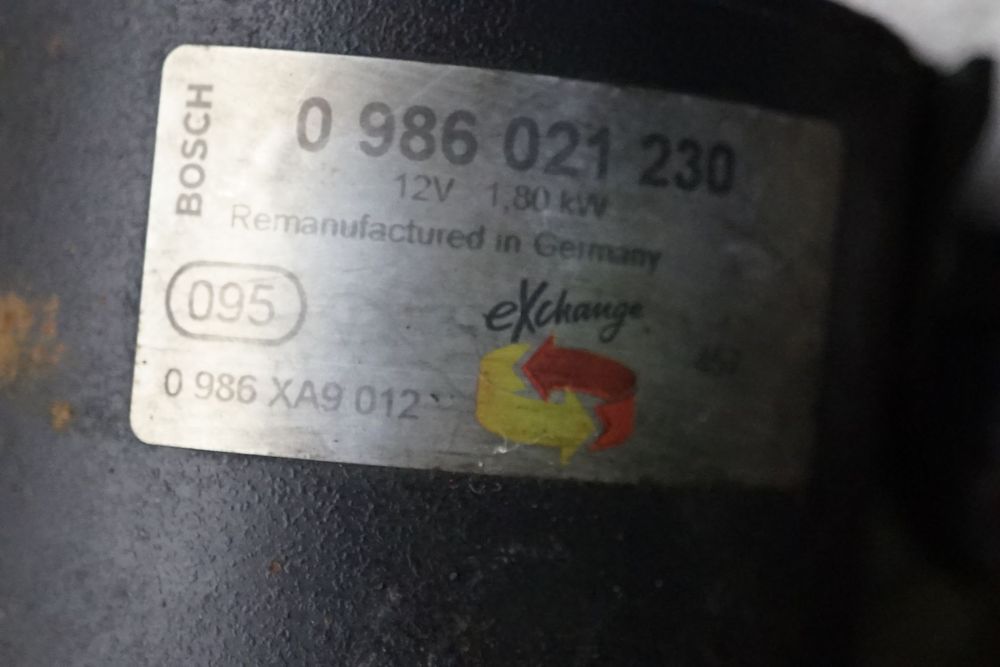 BOSCH
0 986 021 230
12V 1,80 kW
Remanufactured in Germany
095
eXchange
0 986 XA9 012